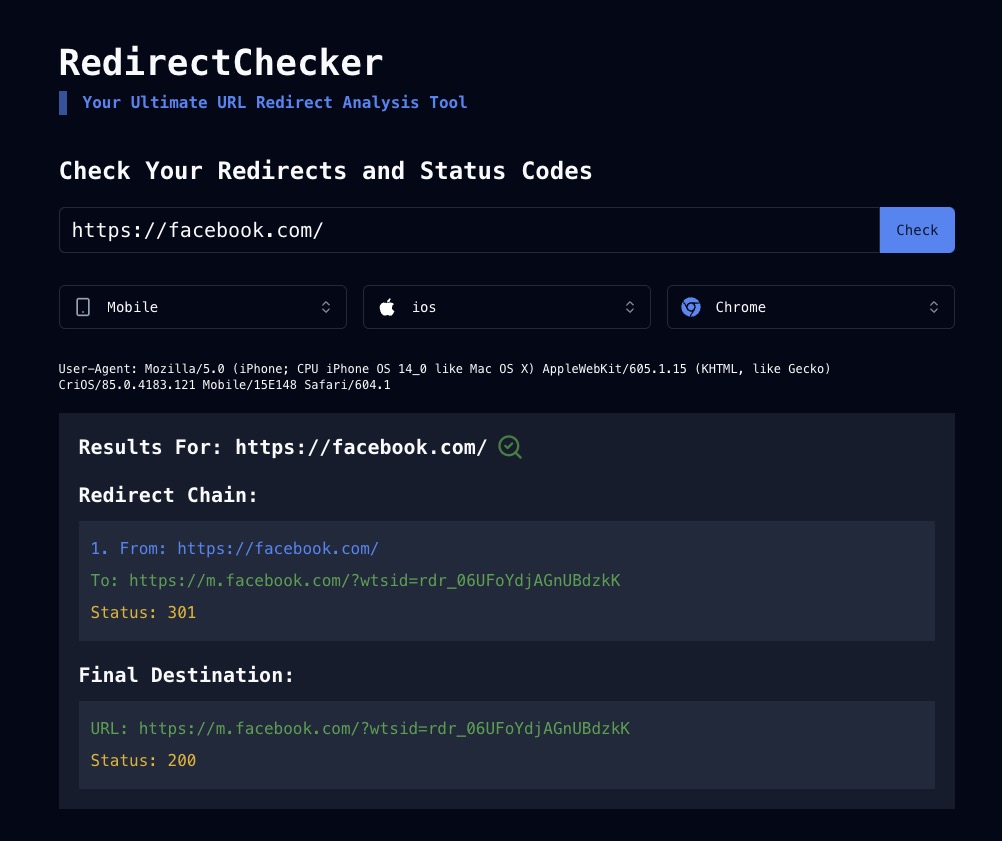 RedirectChecker
Your Ultimate URL Redirect Analysis Tool
Check Your Redirects and Status Codes
https://facebook.com/
Check
Mobile
ios
Chrome
User-Agent: Mozilla/5.0 (iPhone; CPU iPhone OS 14_0 like Mac OS X) AppleWebKit/605.1.15 (KHTML, like Gecko)
CriOS/85.0.4183.121 Mobile/15E148 Safari/604.1
Results For: https://facebook.com/
Redirect Chain:
1. From: https://facebook.com/
To: https://m.facebook.com/?wtsid=rdr_06UFoYdjAGnUBdzkK
Status: 301
Final Destination:
URL: https://m.facebook.com/?wtsid=rdr_06UFoYdjAGnUBdzkK
Status: 200